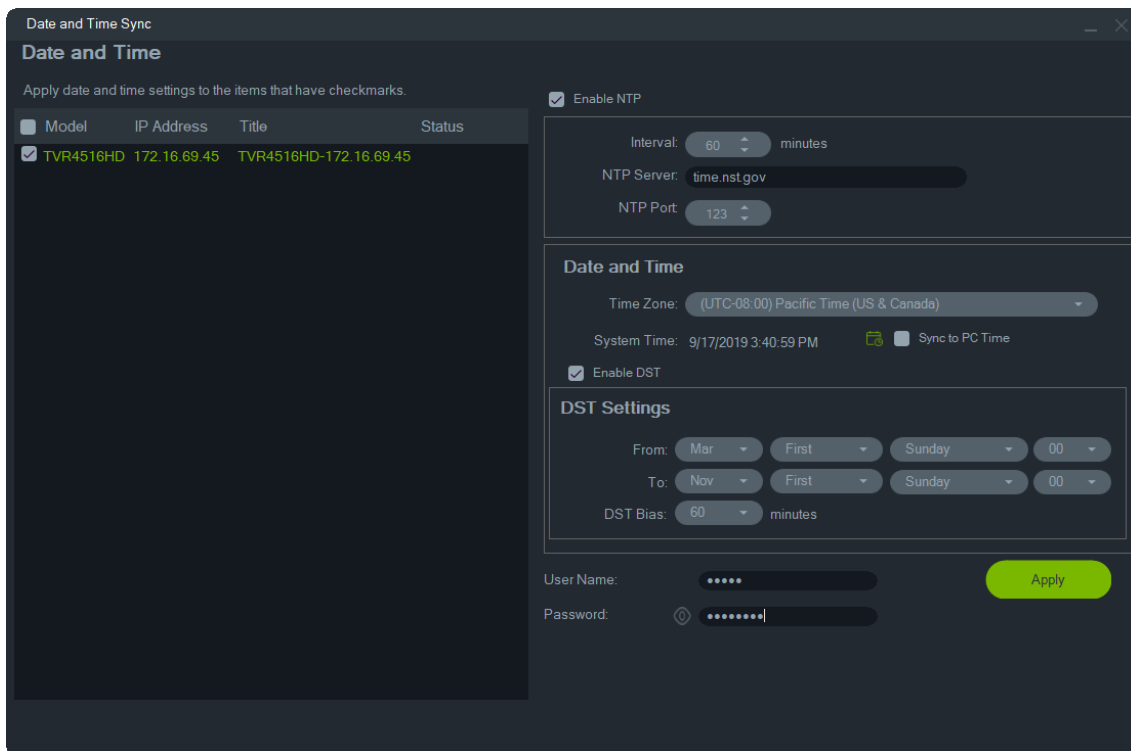 Date and Time Sync
Date and Time
Apply date and time settings to the items that have checkmarks.
Model IP Address Title Status
TVR4516HD 172.16.69.45 TVR4516HD-172.16.69.45
Enable NTP
Interval: 60 minutes
NTP Server: time.nst.gov
NTP Port: 123
Date and Time
Time Zone: (UTC-08:00) Pacific Time (US & Canada)
System Time: 9/17/2019 3:40:59 PM Sync to PC Time
Enable DST
DST Settings
From: Mar First Sunday 00
To: Nov First Sunday 00
DST Bias: 60 minutes
User Name: •••••
Apply
Password: ••••••••